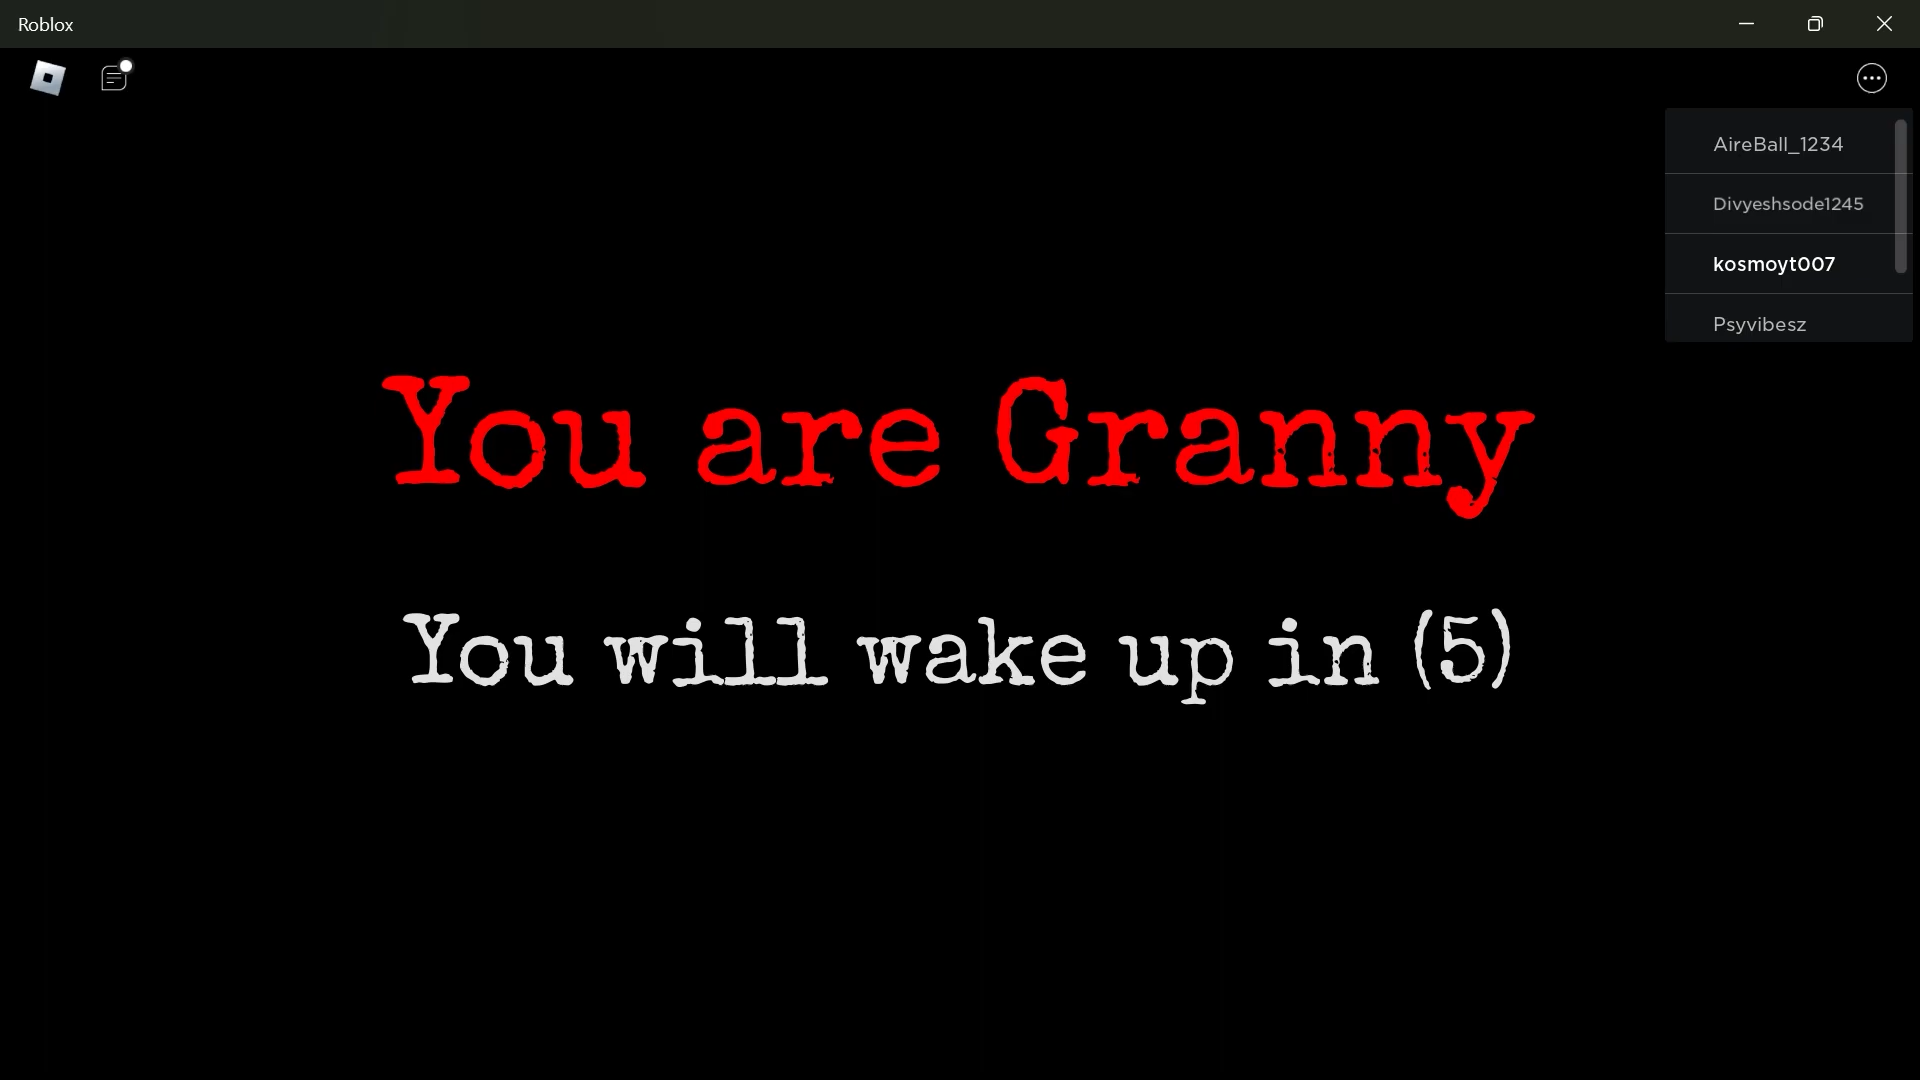 Roblox
AireBall_1234
Divyeshsode1245
kosmoyt007
Psyvibesz
You are Granny
You will wake up in (5)